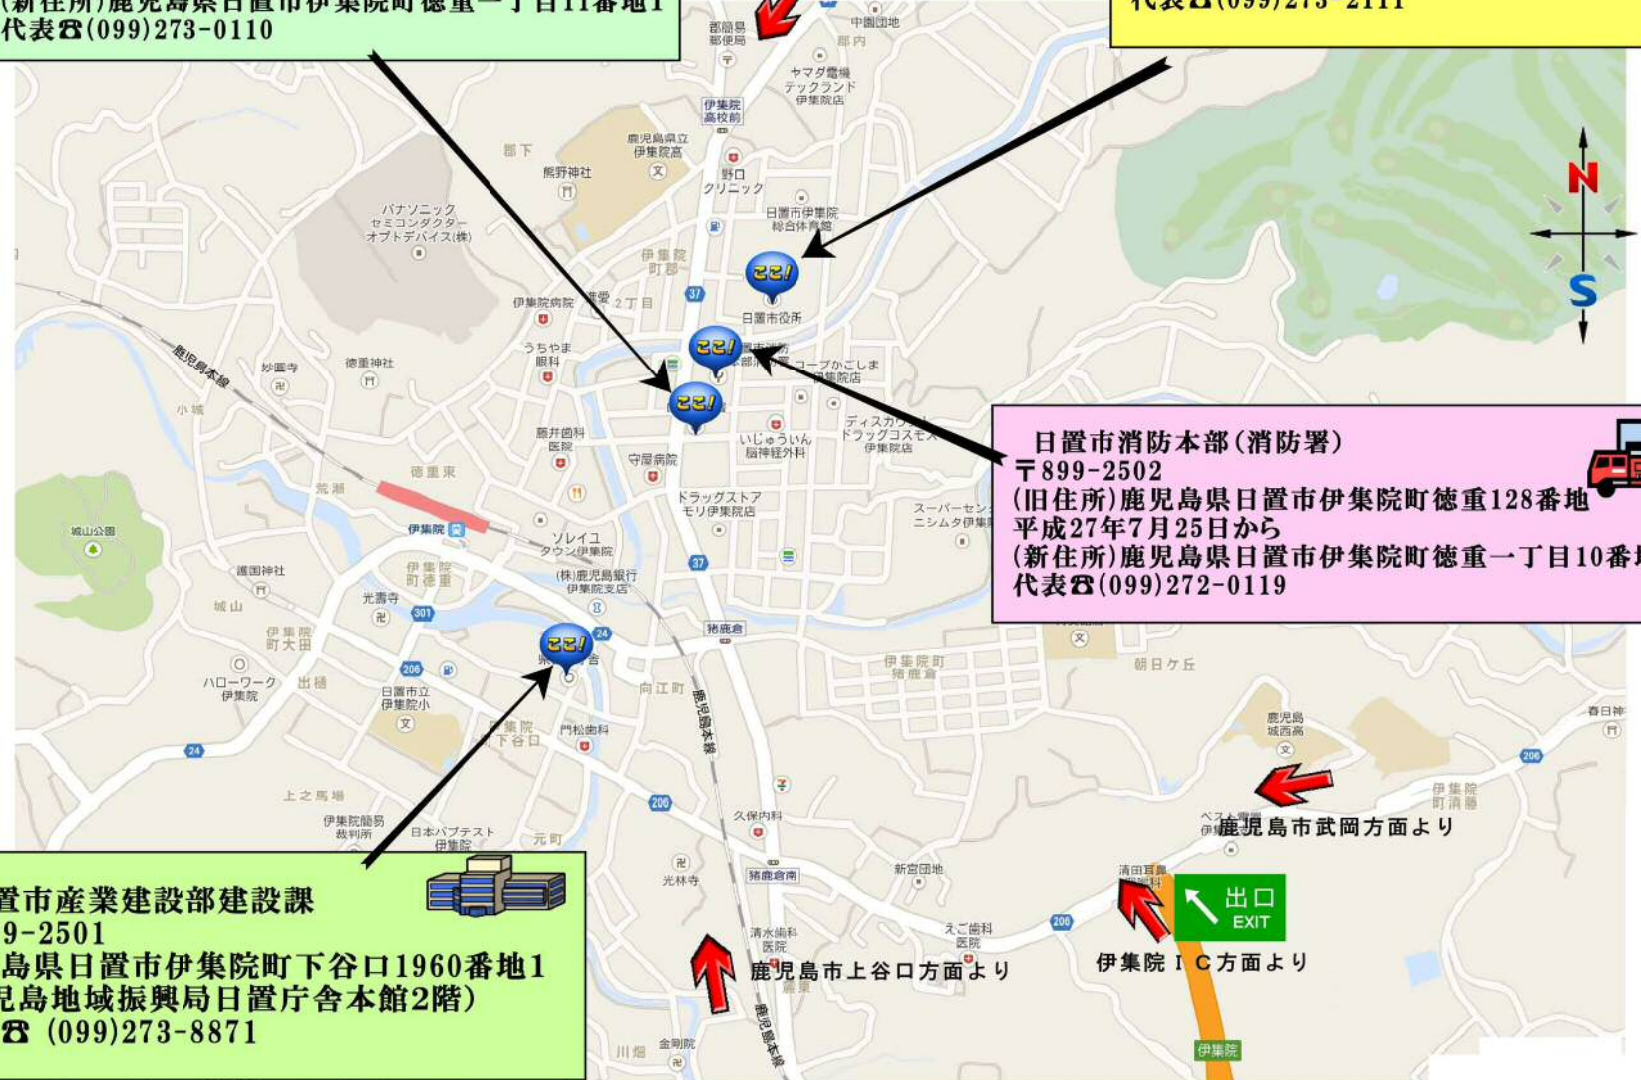 (新住所)鹿児島県日置市伊集院町徳重一丁目11番地1
代表☎(099)273-0110
代表☎(099)273-2111
郡簡易
郵便局
中園団地
郡内
ヤマダ電機
テックランド
伊集院店
伊集院
高校前
鹿児島県立
伊集院高
郡下
熊野神社
野口
クリニック
パナソニック
セミコンダクター
オプトデバイス(株)
日置市伊集院
総合体育館
N
S
伊集院
町郡
ここ!
37
伊集院病院
2丁目
日置市役所
ここ!
うちやま
眼科
コープかごしま
伊集院店
鹿児島本線
妙圓寺
徳重神社
小城
ここ!
いじゅういん
脳神経外科
ドラッグコスモス
伊集院店
藤井歯科
医院
守屋病院
徳重東
荒瀬
日置市消防本部(消防署)
〒899-2502
(旧住所)鹿児島県日置市伊集院町徳重128番地
平成27年7月25日から
(新住所)鹿児島県日置市伊集院町徳重一丁目10番
代表☎(099)272-0119
ドラッグストア
モリ伊集院店
スーパーセン
ニシムタ伊集
城山公園
伊集院
ソレイユ
タウン伊集院
護国神社
伊集院
町徳重
(株)鹿児島銀行
伊集院支店
37
城山
光壽寺
301
24
猪鹿倉
伊集院
町大田
ここ!
伊集院町
猪鹿倉
朝日ケ丘
ハローワーク
伊集院
出樋
206
日置市立
伊集院小
向江町
鹿児島本線
下谷口
門松歯科
鹿児島
城西高
春日神
24
206
206
上之馬場
伊集院簡易
裁判所
日本バプテスト
伊集院
元町
久保内科
伊集院
町清藤
鹿児島市武岡方面より
光林寺
猪鹿倉南
新宮団地
清田耳鼻
出口
EXIT
206
えご歯科
医院
清水歯科
医院
鹿児島市上谷口方面より
伊集院IC方面より
置市産業建設部建設課
9-2501
島県日置市伊集院町下谷口1960番地1
児島地域振興局日置庁舎本館2階)
☎ (099)273-8871
川畑
金剛院
鹿児島本線
伊集院